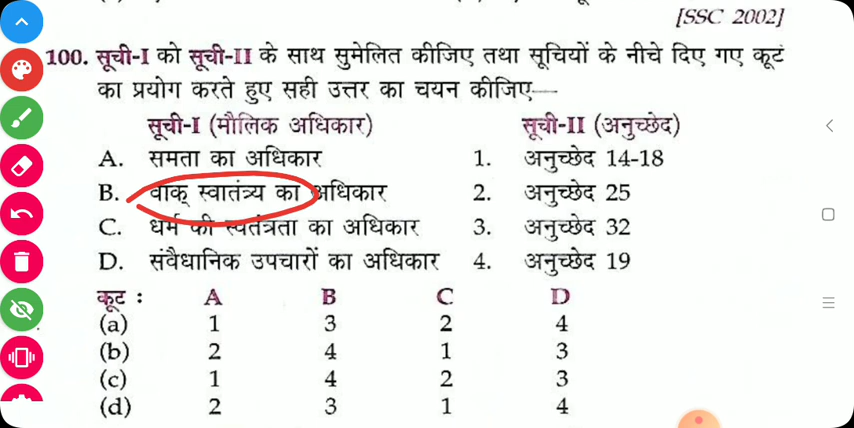 [SSC 2002]
100. सूची-I को सूची-II के साथ सुमेलित कीजिए तथा सूचियों के नीचे दिए गए कूट
का प्रयोग करते हुए सही उत्तर का चयन कीजिए—
सूची-I (मौलिक अधिकार) सूची-II (अनुच्छेद)
A. समता का अधिकार 1. अनुच्छेद 14-18
B. वाक् स्वातंत्र्य का अधिकार 2. अनुच्छेद 25
C. धर्म की स्वतंत्रता का अधिकार 3. अनुच्छेद 32
D. संवैधानिक उपचारों का अधिकार 4. अनुच्छेद 19
कूट : A B C D
(a) 1 3 2 4
(b) 2 4 1 3
(c) 1 4 2 3
(d) 2 3 1 4